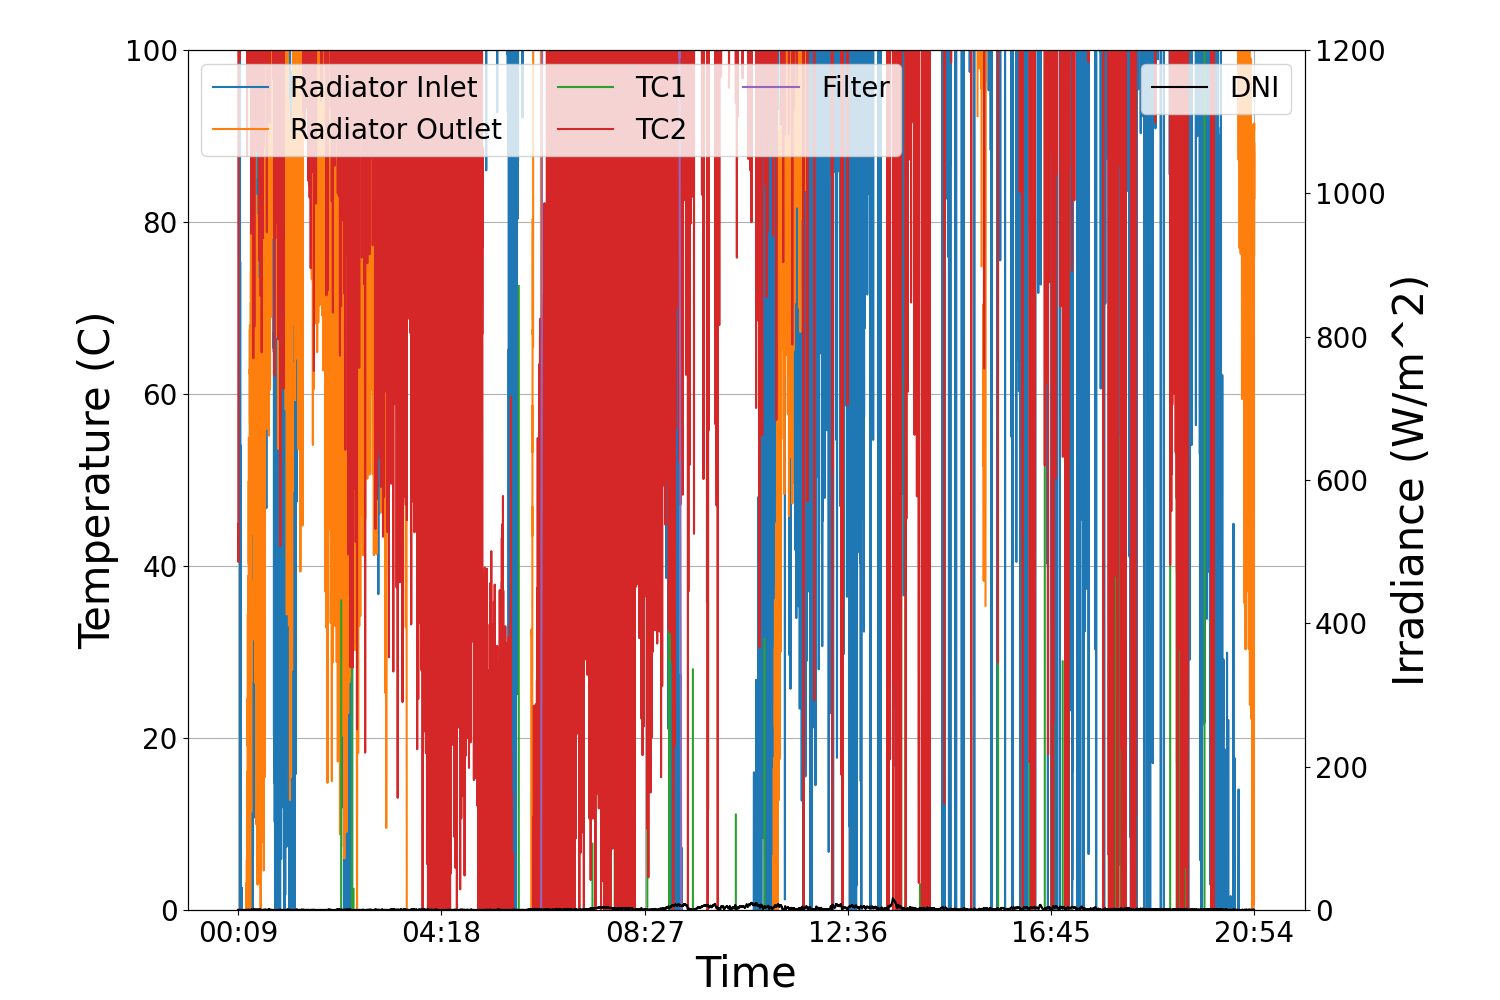 Temperature (C)
100
80
60
40
20
0
Radiator Inlet
Radiator Outlet
TC1
TC2
Filter
DNI
1200
1000
800
600
400
200
0
Irradiance (W/m^2)
00:09
04:18
08:27
12:36
16:45
20:54
Time